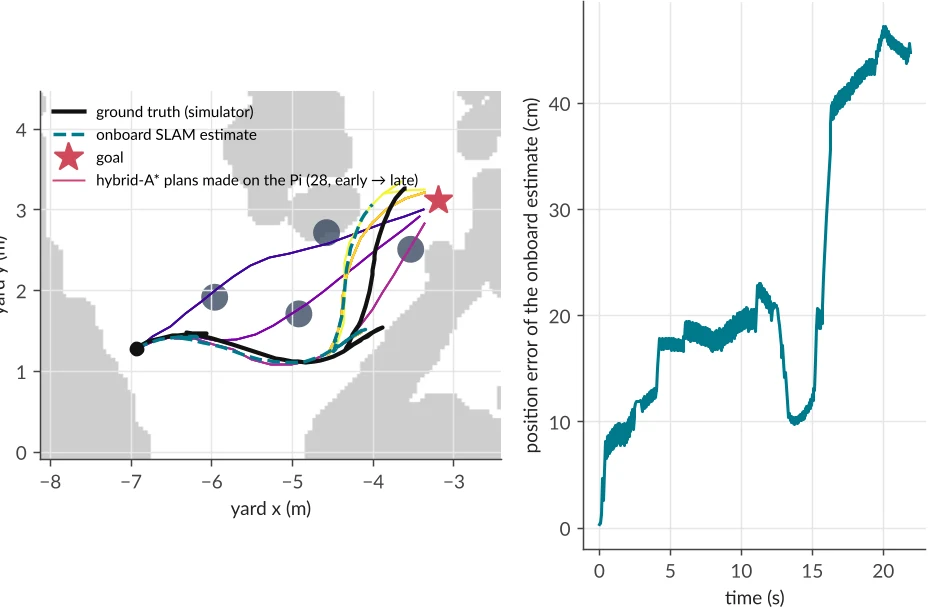 ground truth (simulator)
onboard SLAM estimate
goal
hybrid-A* plans made on the Pi (28, early → late)
4
3
2
1
0
−8 −7 −6 −5 −4 −3
yard x (m)
yard y (m)
position error of the onboard estimate (cm)
40
30
20
10
0
0 5 10 15 20
time (s)